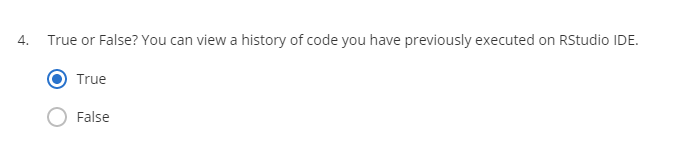 4. True or False? You can view a history of code you have previously executed on RStudio IDE.
True
False